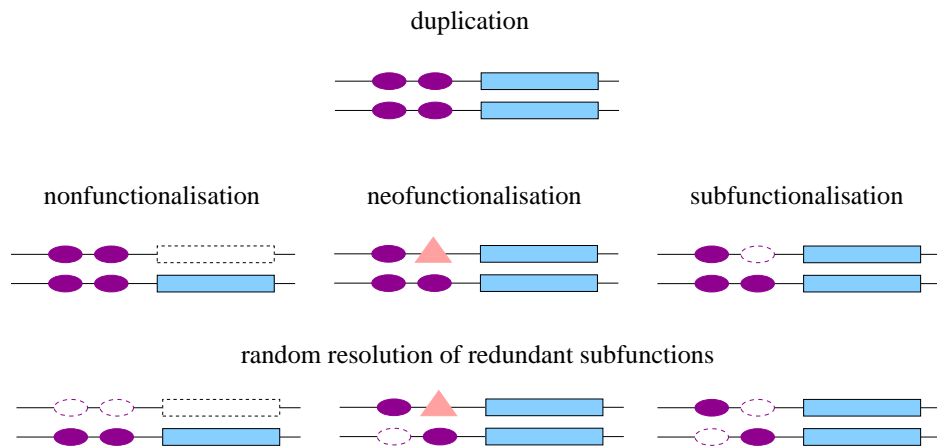 duplication
nonfunctionalisation neofunctionalisation subfunctionalisation
random resolution of redundant subfunctions